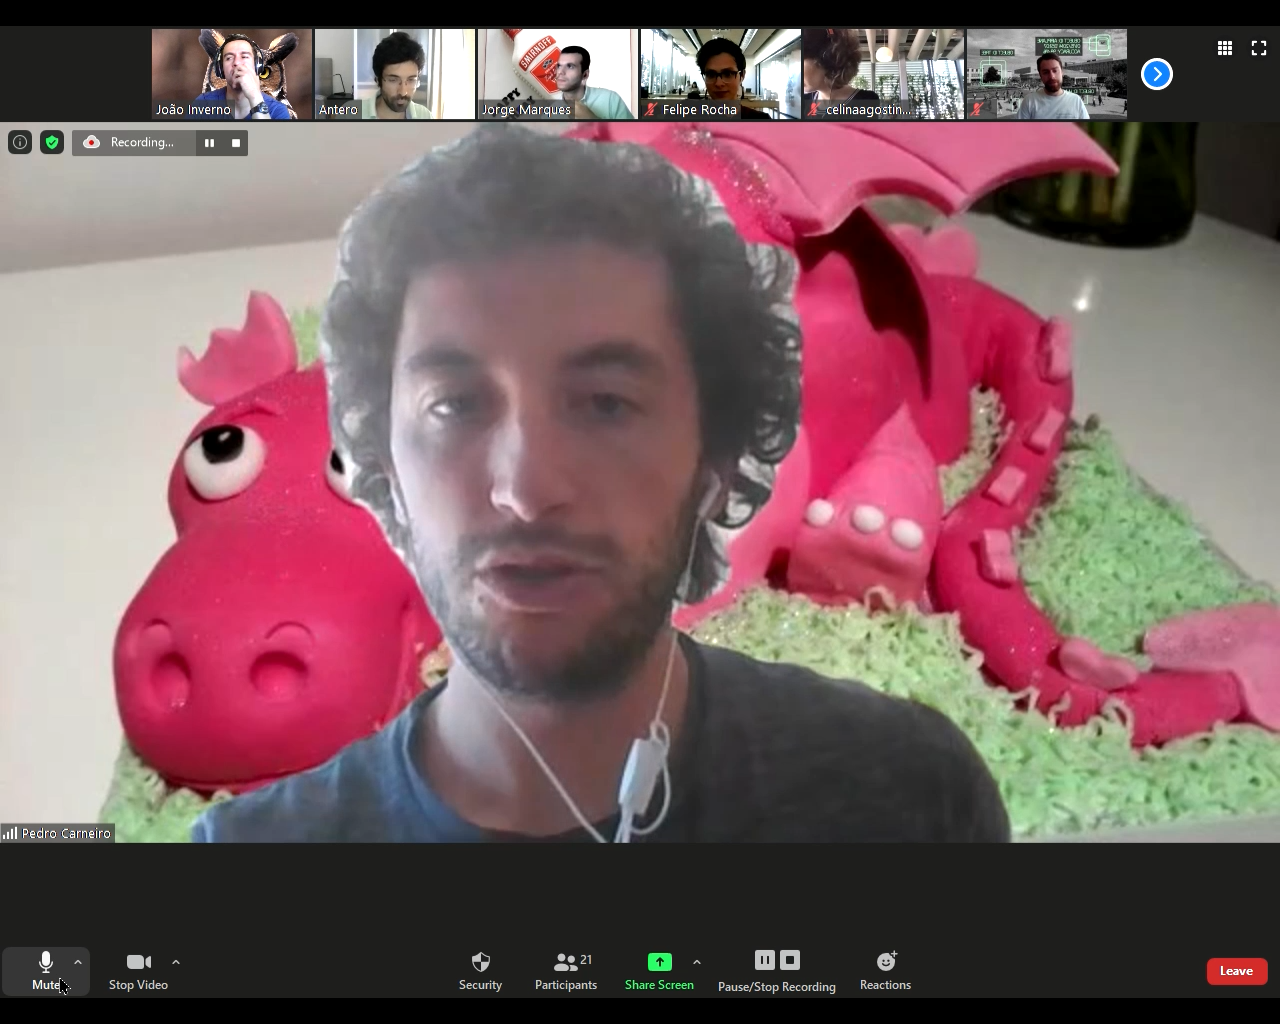 SMIRNOFF
João Inverno
Antero
Jorge Marques
Felipe Rocha
celinaagostin...
Recording...
Pedro Carneiro
Mute
Stop Video
Security
21
Participants
Share Screen
Pause/Stop Recording
Reactions
Leave